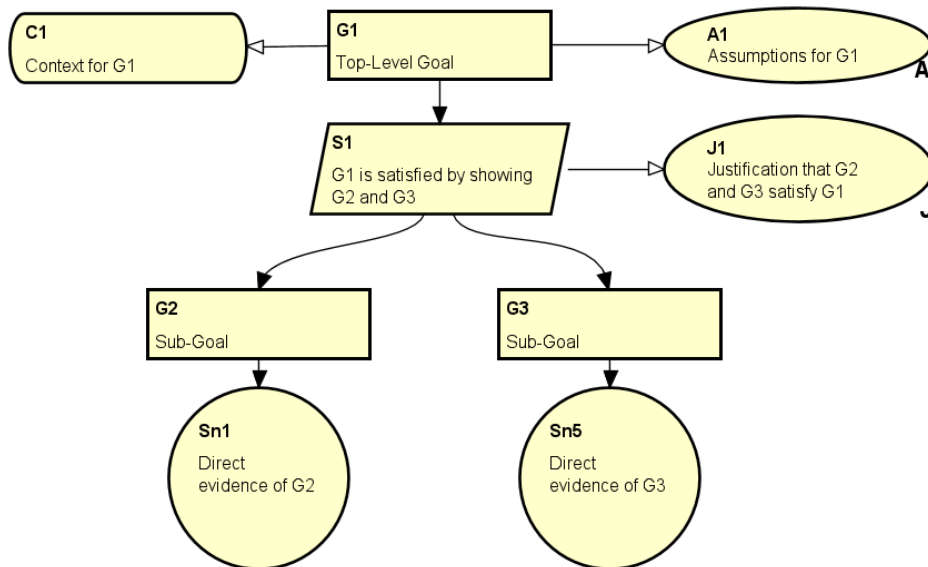 C1
Context for G1
G1
Top-Level Goal
A1
Assumptions for G1
A
S1
G1 is satisfied by showing
G2 and G3
J1
Justification that G2
and G3 satisfy G1
J
G2
Sub-Goal
G3
Sub-Goal
Sn1
Direct
evidence of G2
Sn5
Direct
evidence of G3